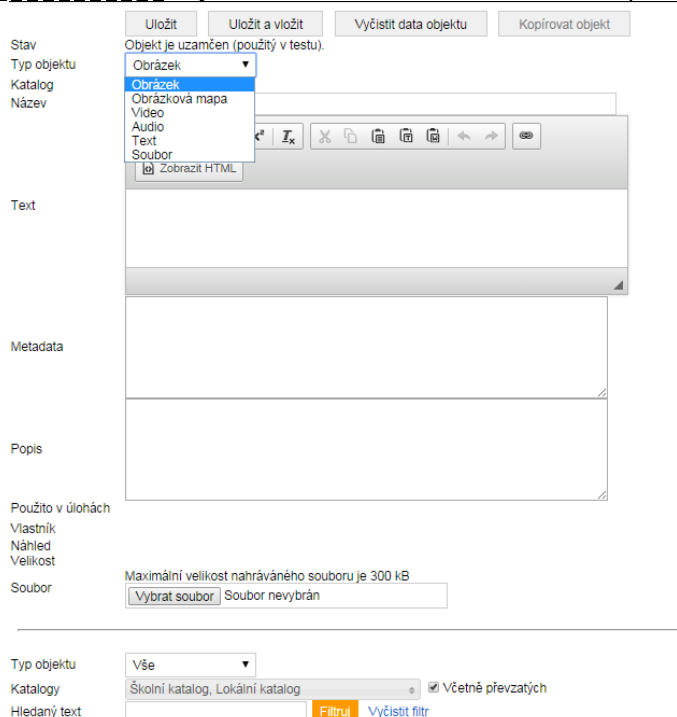 Uložit Uložit a vložit Vyčistit data objektu Kopírovat objekt
Stav Objekt je uzamčen (použitý v testu).
Typ objektu Obrázek
Katalog Obrázek
Obrázková mapa
Název
Video
Audio
Text
Soubor
Zobrazit HTML
Text
Metadata
Popis
Použito v úlohách
Vlastník
Náhled
Velikost
Maximální velikost nahráváného souboru je 300 kB
Soubor Vybrat soubor Soubor nevybrán
Typ objektu Vše
Katalogy Školní katalog, Lokální katalog Včetně převzatých
Hledaný text Filtruj Vyčistit filtr